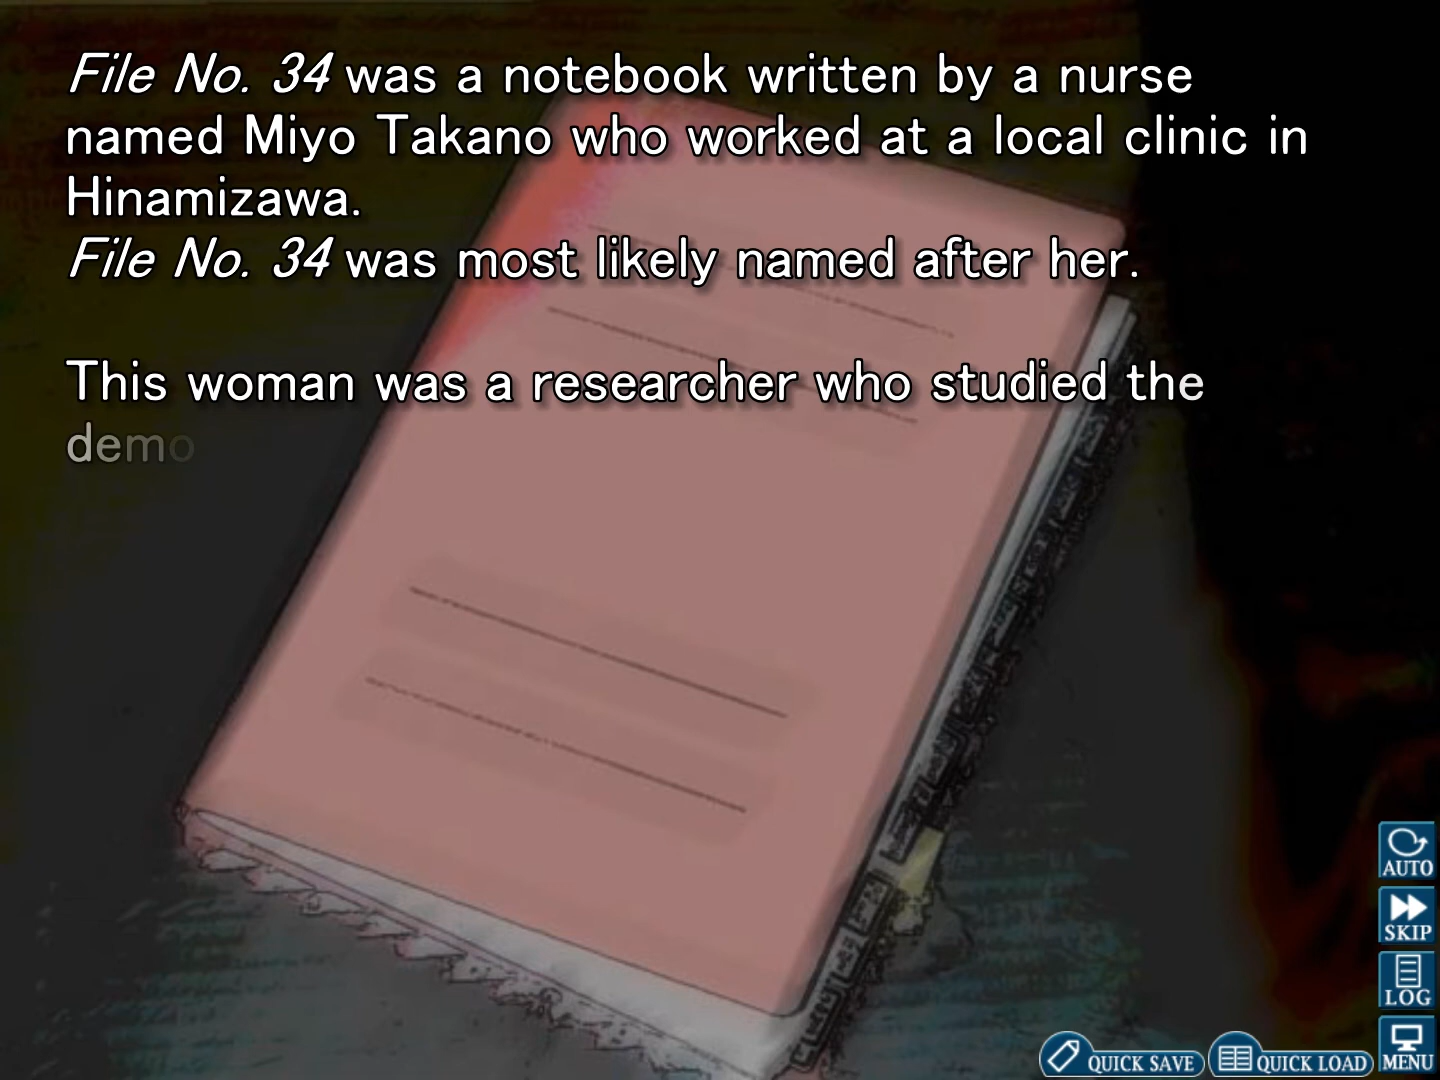 File No. 34 was a notebook written by a nurse
named Miyo Takano who worked at a local clinic in
Hinamizawa.
File No. 34 was most likely named after her.
This woman was a researcher who studied the
demo
AUTO
SKIP
LOG
QUICK SAVE
QUICK LOAD
MENU